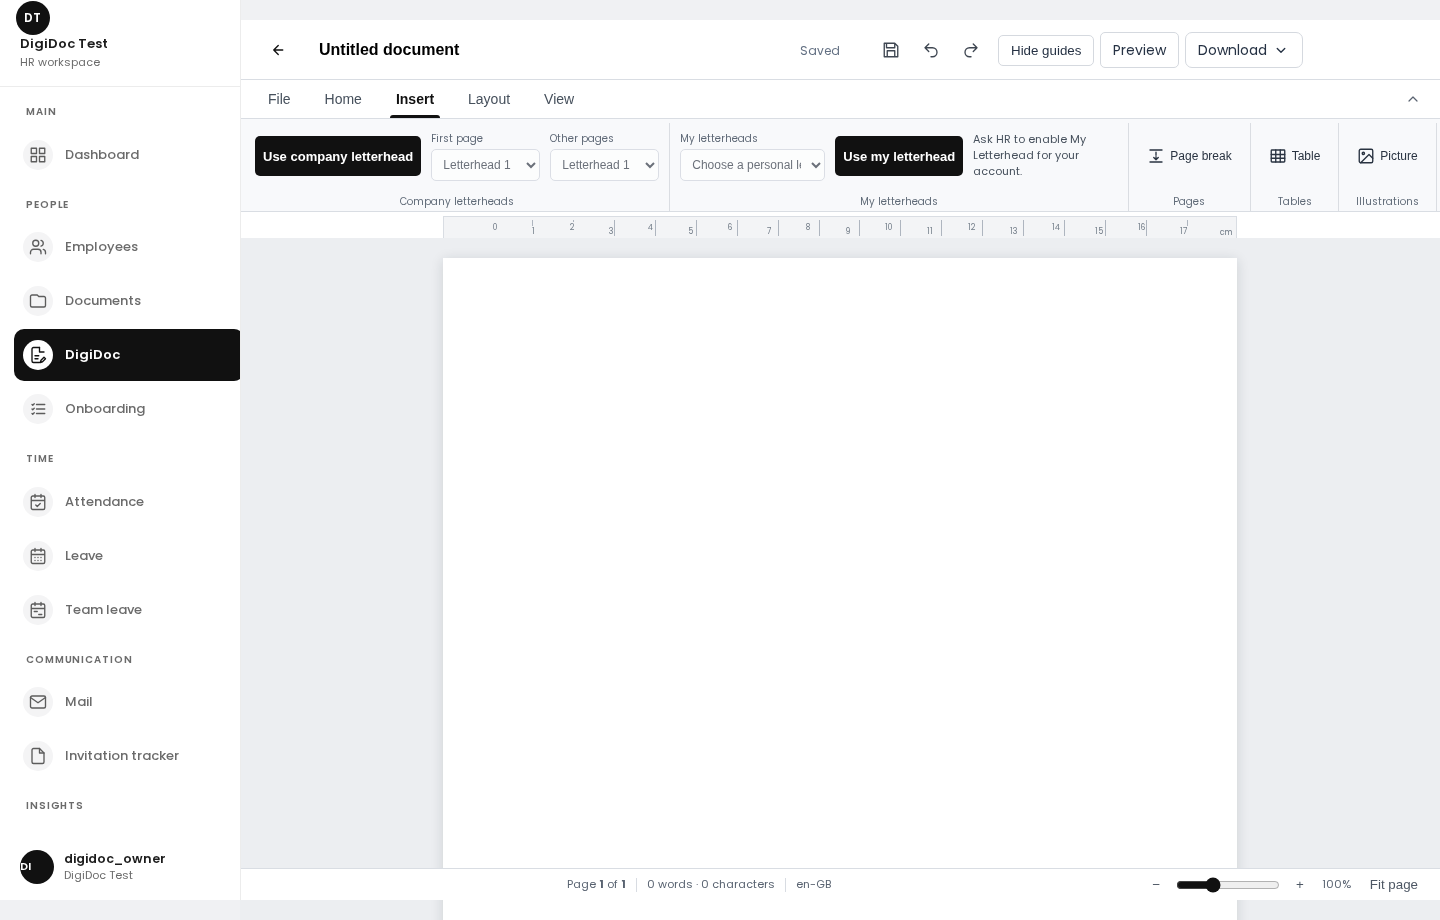 DT
DigiDoc Test
HR workspace
MAIN
Dashboard
PEOPLE
Employees
Documents
DigiDoc
Onboarding
TIME
Attendance
Leave
Team leave
COMMUNICATION
Mail
Invitation tracker
INSIGHTS
DI
digidoc_owner
DigiDoc Test
Untitled document
Saved
Hide guides
Preview
Download
File Home Insert Layout View
Use company letterhead
First page
Letterhead 1
Other pages
Letterhead 1
Company letterheads
My letterheads
Choose a personal le
Use my letterhead
Ask HR to enable My
Letterhead for your
account.
My letterheads
Page break
Pages
Table
Tables
Picture
Illustrations
0 1 2 3 4 5 6 7 8 9 10 11 12 13 14 15 16 17 cm
Page 1 of 1 0 words · 0 characters en-GB
− + 100% Fit page